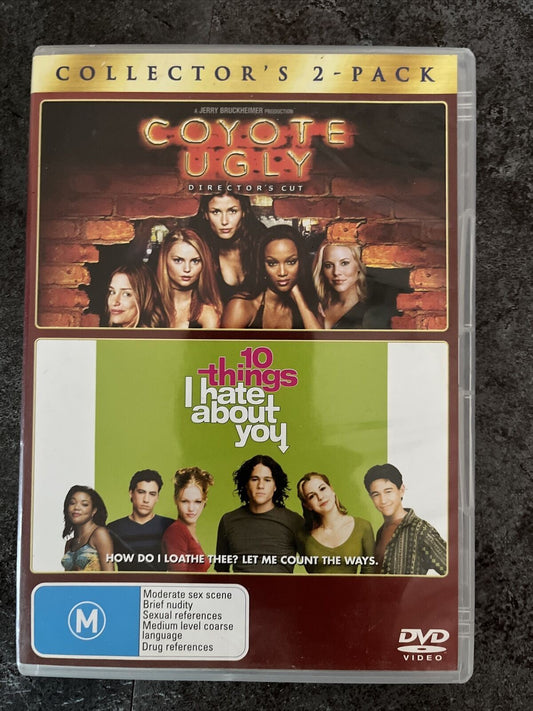 COLLECTOR'S 2-PACK
A JERRY BRUCKHEIMER PRODUCTION
COYOTE
UGLY
DIRECTOR'S CUT
10
things
I hate
about
you
HOW DO I LOATHE THEE? LET ME COUNT THE WAYS.
M
Moderate sex scene
Brief nudity
Sexual references
Medium level coarse
language
Drug references
DVD
VIDEO